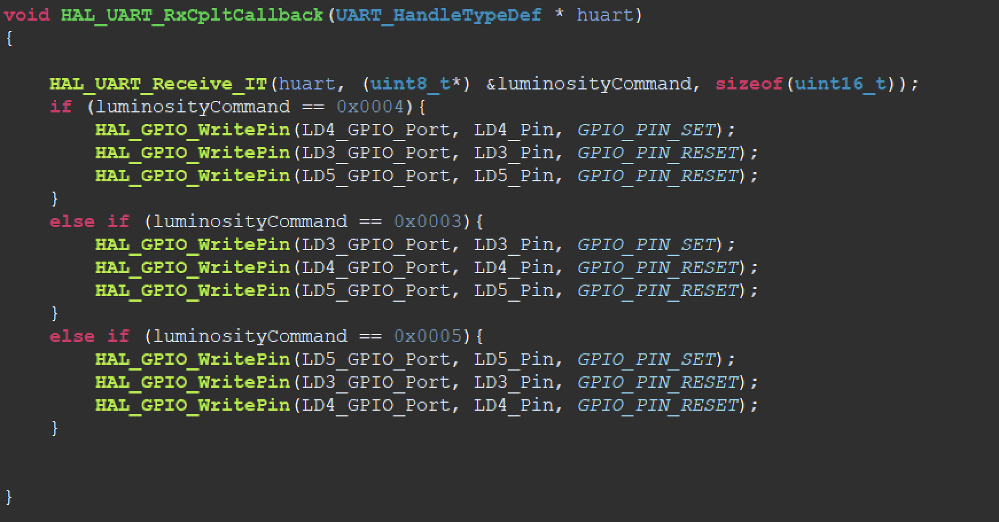 void HAL_UART_RxCpltCallback(UART_HandleTypeDef * huart)
{
    HAL_UART_Receive_IT(huart, (uint8_t*) &luminosityCommand, sizeof(uint16_t));
    if (luminosityCommand == 0x0004){
        HAL_GPIO_WritePin(LD4_GPIO_Port, LD4_Pin, GPIO_PIN_SET);
        HAL_GPIO_WritePin(LD3_GPIO_Port, LD3_Pin, GPIO_PIN_RESET);
        HAL_GPIO_WritePin(LD5_GPIO_Port, LD5_Pin, GPIO_PIN_RESET);
    }
    else if (luminosityCommand == 0x0003){
        HAL_GPIO_WritePin(LD3_GPIO_Port, LD3_Pin, GPIO_PIN_SET);
        HAL_GPIO_WritePin(LD4_GPIO_Port, LD4_Pin, GPIO_PIN_RESET);
        HAL_GPIO_WritePin(LD5_GPIO_Port, LD5_Pin, GPIO_PIN_RESET);
    }
    else if (luminosityCommand == 0x0005){
        HAL_GPIO_WritePin(LD5_GPIO_Port, LD5_Pin, GPIO_PIN_SET);
        HAL_GPIO_WritePin(LD3_GPIO_Port, LD3_Pin, GPIO_PIN_RESET);
        HAL_GPIO_WritePin(LD4_GPIO_Port, LD4_Pin, GPIO_PIN_RESET);
    }
}